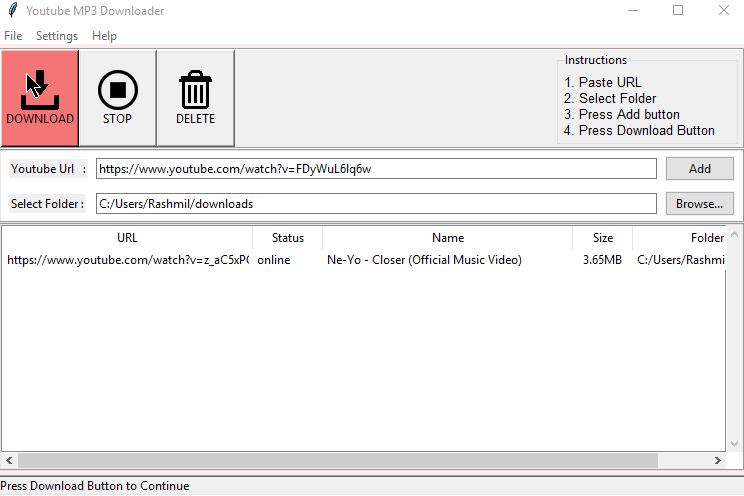 Youtube MP3 Downloader
File Settings Help
DOWNLOAD STOP DELETE
Instructions
1. Paste URL
2. Select Folder
3. Press Add button
4. Press Download Button
Youtube Url : https://www.youtube.com/watch?v=FDyWuL6Iq6w Add
Select Folder : C:/Users/Rashmil/downloads Browse...
URL Status Name Size Folder
https://www.youtube.com/watch?v=z_aC5xPC online Ne-Yo - Closer (Official Music Video) 3.65MB C:/Users/Rashmi
Press Download Button to Continue